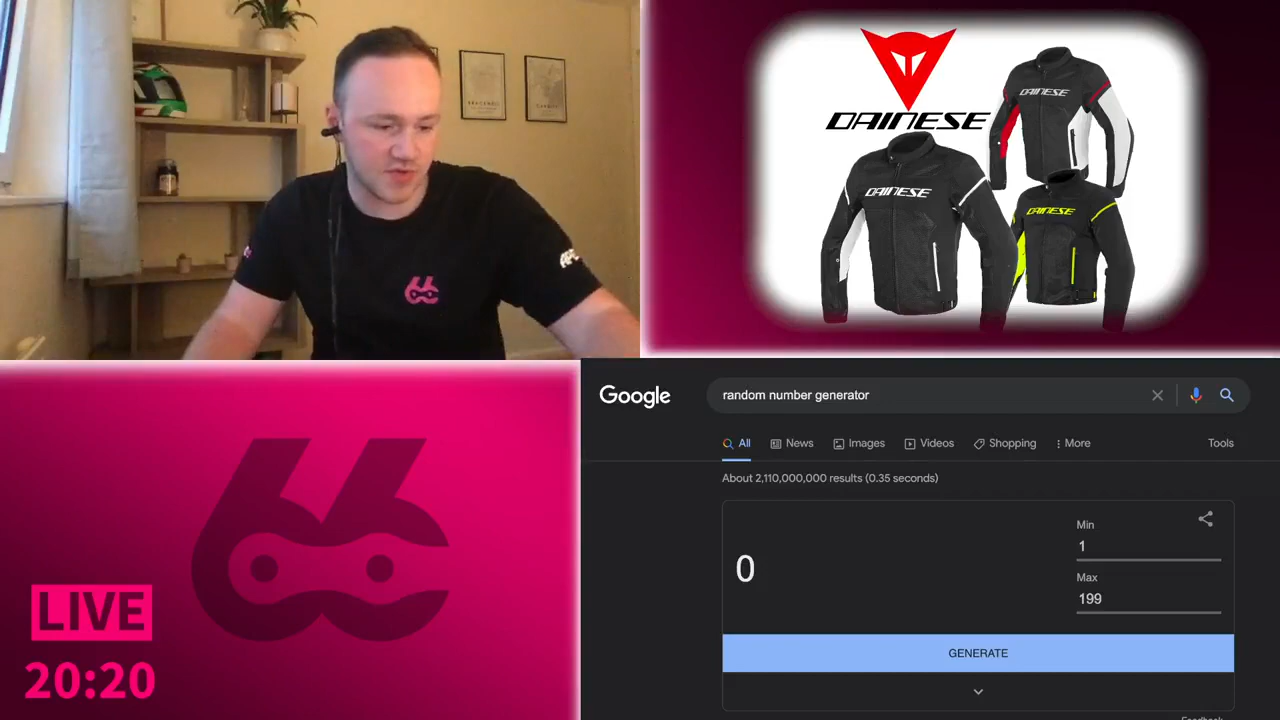 DAINESE
DAINESE
DAINESE
DAINESE
66
LIVE
20:20
Google
random number generator
All
News
Images
Videos
Shopping
More
Tools
About 2,110,000,000 results (0.35 seconds)
0
Min
1
Max
199
GENERATE